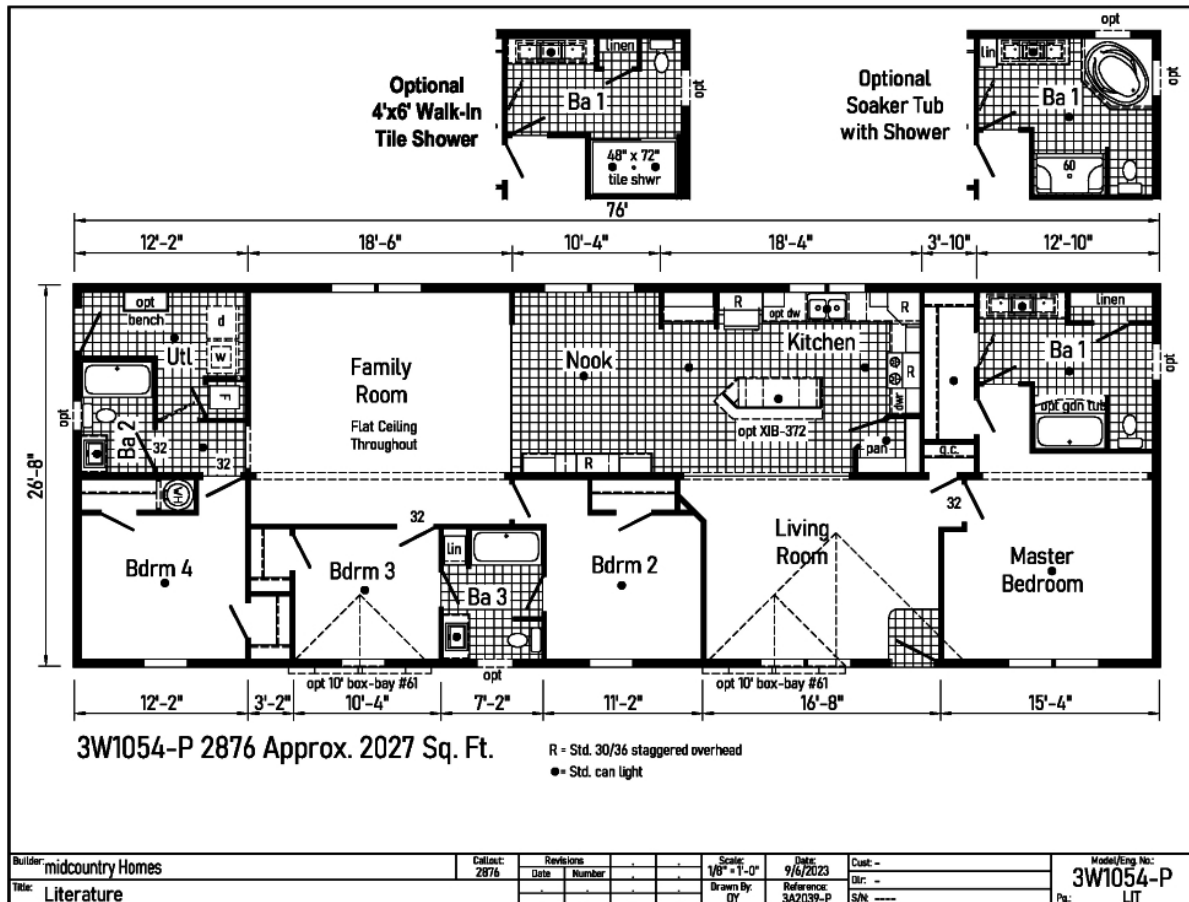 Optional
4'x6' Walk-In
Tile Shower
linen
Ba 1
opt
48" x 72"
tile shwr
Optional
Soaker Tub
with Shower
opt
lin
Ba 1
opt
60
76'
12'-2"
18'-6"
10'-4"
18'-4"
3'-10"
12'-10"
26'-8"
opt
bench
d
w
Utl
F
opt
Ba 2
32
32
Family
Room
Flat Ceiling
Throughout
Nook
R
R
opt dw
R
Kitchen
R
dwr
opt XIB-372
pan
linen
Ba 1
opt
opt gdn tub
g.c.
32
WH
Bdrm 4
32
Bdrm 3
lin
Ba 3
Bdrm 2
Living
Room
Master
Bedroom
opt 10' box-bay #61
opt
opt 10' box-bay #61
12'-2"
3'-2"
10'-4"
7'-2"
11'-2"
16'-8"
15'-4"
3W1054-P 2876 Approx. 2027 Sq. Ft.
R = Std. 30/36 staggered overhead
●= Std. can light
Builder: midcountry Homes
Title: Literature
Callout:
2876
Revisions
Date Number
Scale:
1/8" = 1'-0"
Drawn By:
DY
Date:
9/6/2023
Reference:
3A2039-P
Cust: -
Dlr: -
S/N: ----
Model/Eng. No.:
3W1054-P
Pg.: LIT